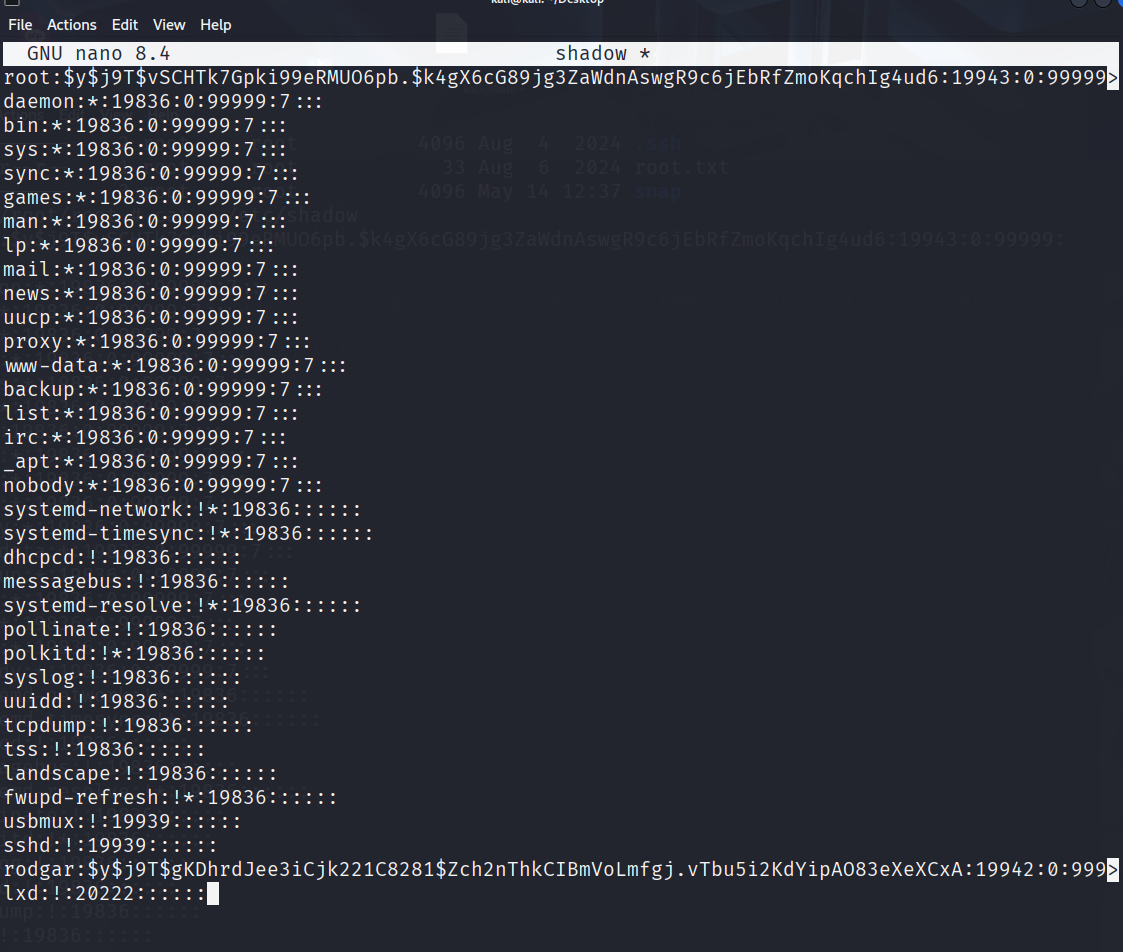 kali@kali: ~/Desktop
File Actions Edit View Help
GNU nano 8.4 shadow *
root:$y$j9T$vSCHTk7Gpki99eRMUO6pb.$k4gX6cG89jg3ZaWdnAswgR9c6jEbRfZmoKqchIg4ud6:19943:0:99999>
daemon:*:19836:0:99999:7:::
bin:*:19836:0:99999:7:::
sys:*:19836:0:99999:7:::
sync:*:19836:0:99999:7:::
games:*:19836:0:99999:7:::
man:*:19836:0:99999:7:::
lp:*:19836:0:99999:7:::
mail:*:19836:0:99999:7:::
news:*:19836:0:99999:7:::
uucp:*:19836:0:99999:7:::
proxy:*:19836:0:99999:7:::
www-data:*:19836:0:99999:7:::
backup:*:19836:0:99999:7:::
list:*:19836:0:99999:7:::
irc:*:19836:0:99999:7:::
_apt:*:19836:0:99999:7:::
nobody:*:19836:0:99999:7:::
systemd-network:!*:19836::::::
systemd-timesync:!*:19836::::::
dhcpcd:!:19836::::::
messagebus:!:19836::::::
systemd-resolve:!*:19836::::::
pollinate:!:19836::::::
polkitd:!*:19836::::::
syslog:!:19836::::::
uuidd:!:19836::::::
tcpdump:!:19836::::::
tss:!:19836::::::
landscape:!:19836::::::
fwupd-refresh:!*:19836::::::
usbmux:!:19939::::::
sshd:!:19939::::::
rodgar:$y$j9T$gKDhrdJee3iCjk221C8281$Zch2nThkCIBmVoLmfgj.vTbu5i2KdYipAO83eXeXCxA:19942:0:999>
lxd:!:20222::::::